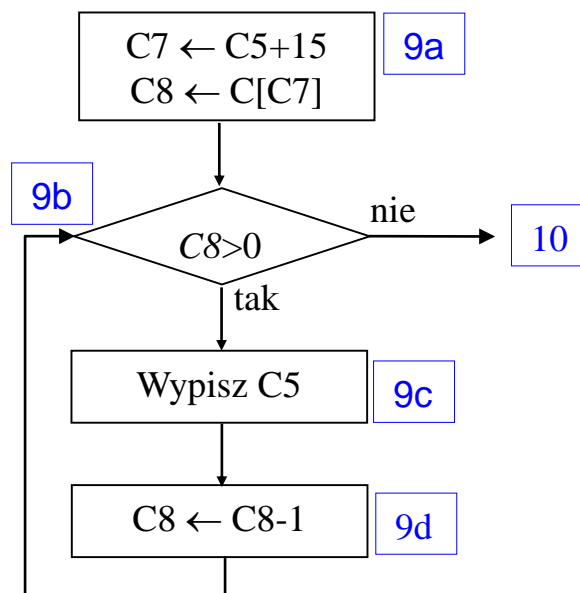 C7 ← C5+15
C8 ← C[C7]
9a
9b
C8>0
nie
10
tak
Wypisz C5
9c
C8 ← C8-1
9d